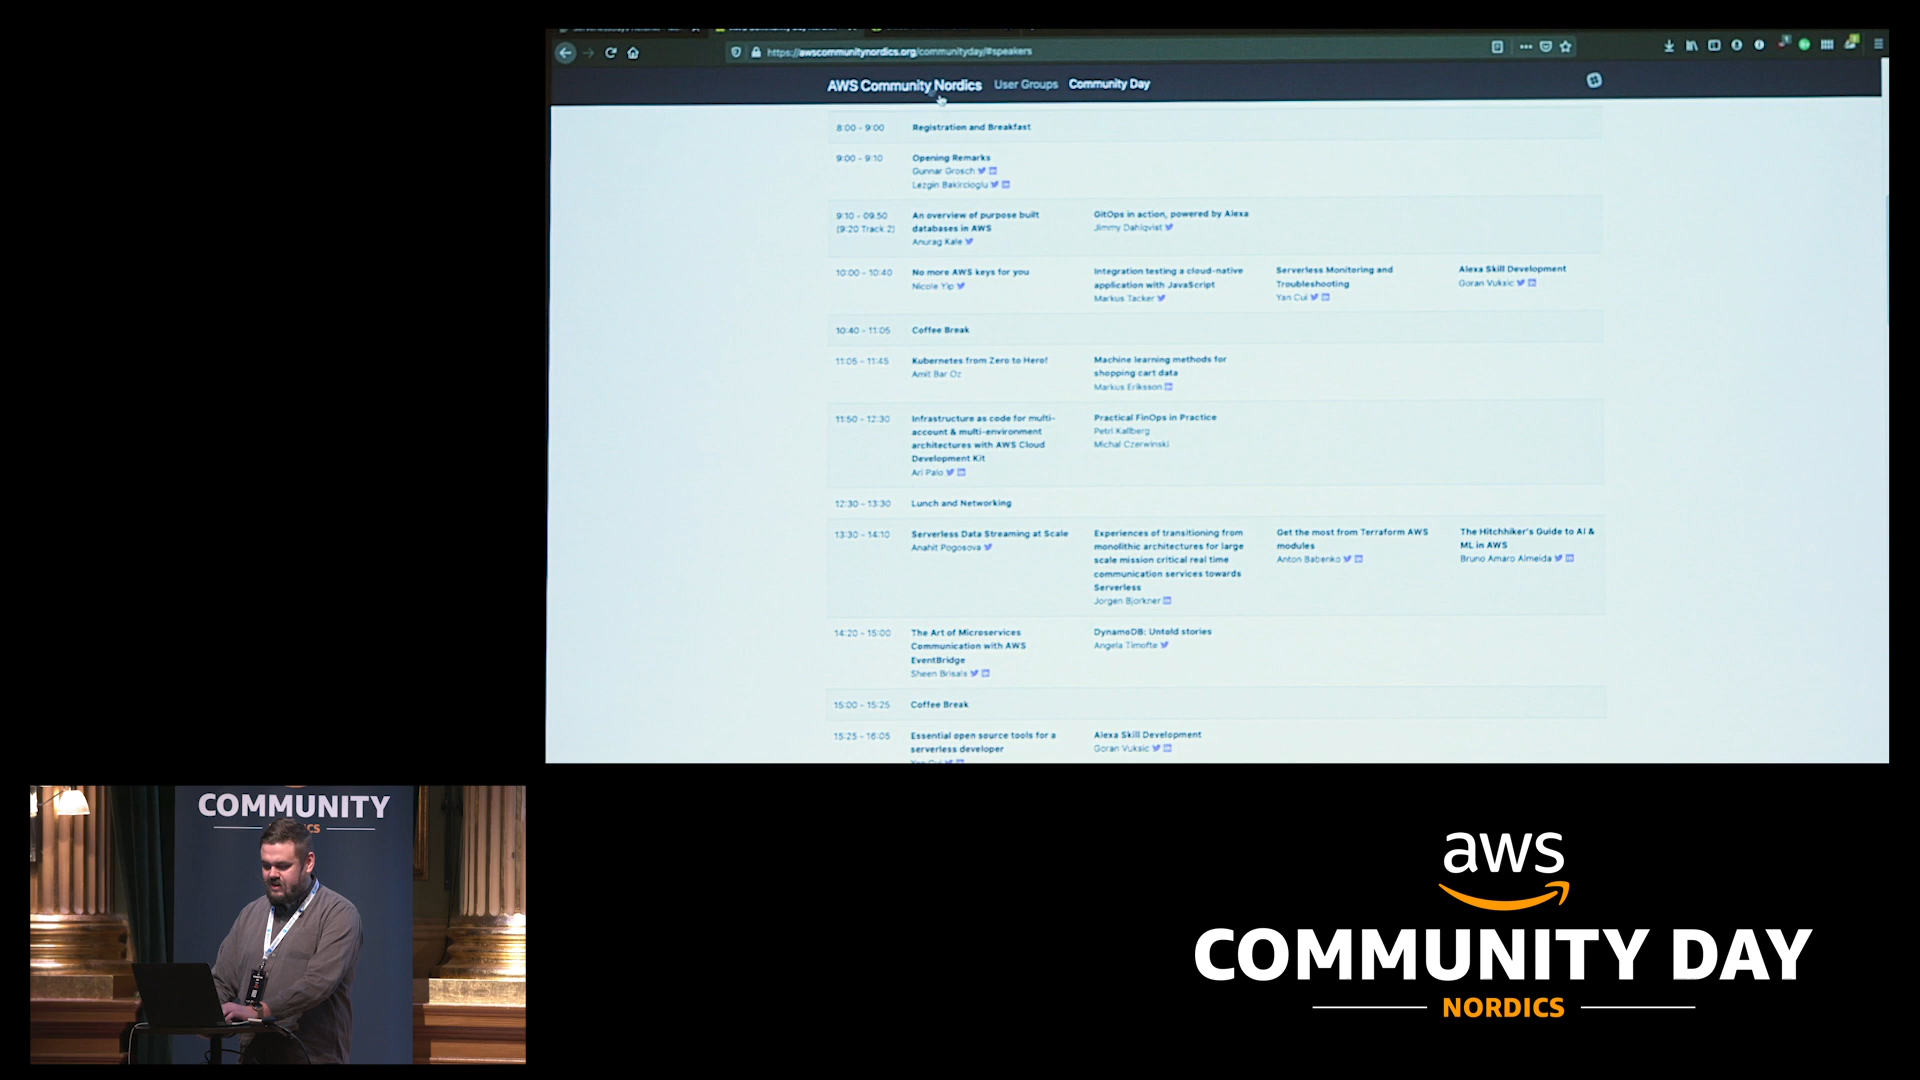 https://awscommunitynordics.org/communityday/#speakers
AWS Community Nordics User Groups Community Day
8:00 - 9:00 Registration and Breakfast
9:00 - 9:10 Opening Remarks
Gunnar Grosch
Lezgin Bakircioglu
9:10 - 09.50 An overview of purpose built GitOps in action, powered by Alexa
(9:20 Track 2) databases in AWS Jimmy Dahlqvist
Anurag Kale
10:00 - 10:40 No more AWS keys for you Integration testing a cloud-native Serverless Monitoring and Alexa Skill Development
Nicole Yip application with JavaScript Troubleshooting Goran Vuksic
Markus Tacker Yan Cui
10:40 - 11:05 Coffee Break
11:05 - 11:45 Kubernetes from Zero to Hero! Machine learning methods for
Amit Bar Oz shopping cart data
Markus Eriksson
11:50 - 12:30 Infrastructure as code for multi- Practical FinOps in Practice
account & multi-environment Petri Kallberg
architectures with AWS Cloud Michal Czerwinski
Development Kit
Ari Palo
12:30 - 13:30 Lunch and Networking
13:30 - 14:10 Serverless Data Streaming at Scale Experiences of transitioning from Get the most from Terraform AWS The Hitchhiker's Guide to AI &
Anahit Pogosova monolithic architectures for large modules ML in AWS
scale mission critical real time Anton Babenko Bruno Amaro Almeida
communication services towards
Serverless
Jorgen Bjorkner
14:20 - 15:00 The Art of Microservices DynamoDB: Untold stories
Communication with AWS Angela Timofte
EventBridge
Sheen Brisals
15:00 - 15:25 Coffee Break
15:25 - 16:05 Essential open source tools for a Alexa Skill Development
serverless developer Goran Vuksic
COMMUNITY
aws
COMMUNITY DAY
NORDICS